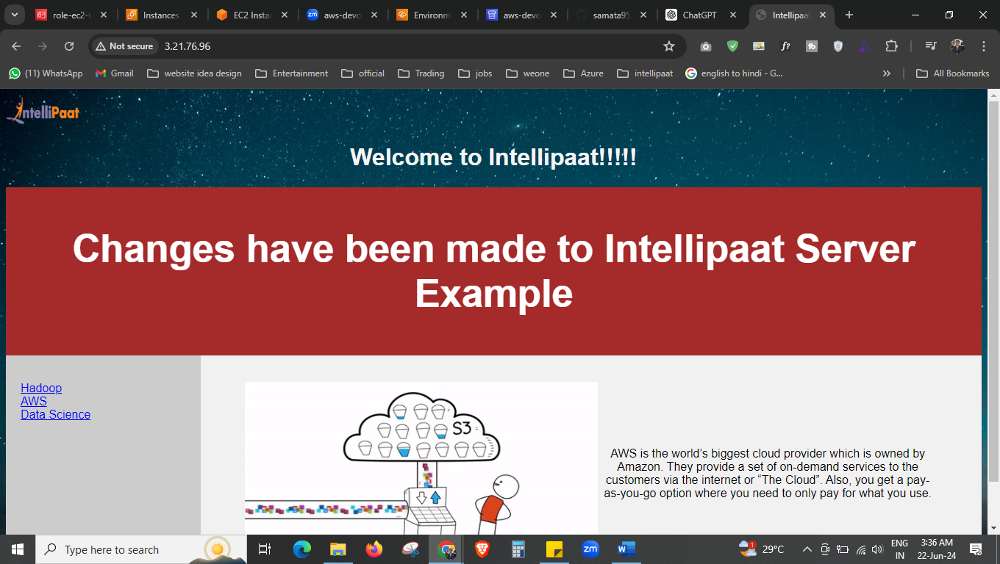 role-ec2-t
Instances
EC2 Instan
aws-devo
Environm
aws-devo
samata95
ChatGPT
Intellipaat
Not secure
3.21.76.96
(11) WhatsApp
Gmail
website idea design
Entertainment
official
Trading
jobs
weone
Azure
intellipaat
english to hindi - G...
All Bookmarks
IntelliPaat
Welcome to Intellipaat!!!!!
Changes have been made to Intellipaat Server
Example
Hadoop
AWS
Data Science
S3
AWS is the world’s biggest cloud provider which is owned by
Amazon. They provide a set of on-demand services to the
customers via the internet or “The Cloud”. Also, you get a pay-
as-you-go option where you need to only pay for what you use.
Type here to search
29°C
ENG
IN
3:36 AM
22-Jun-24